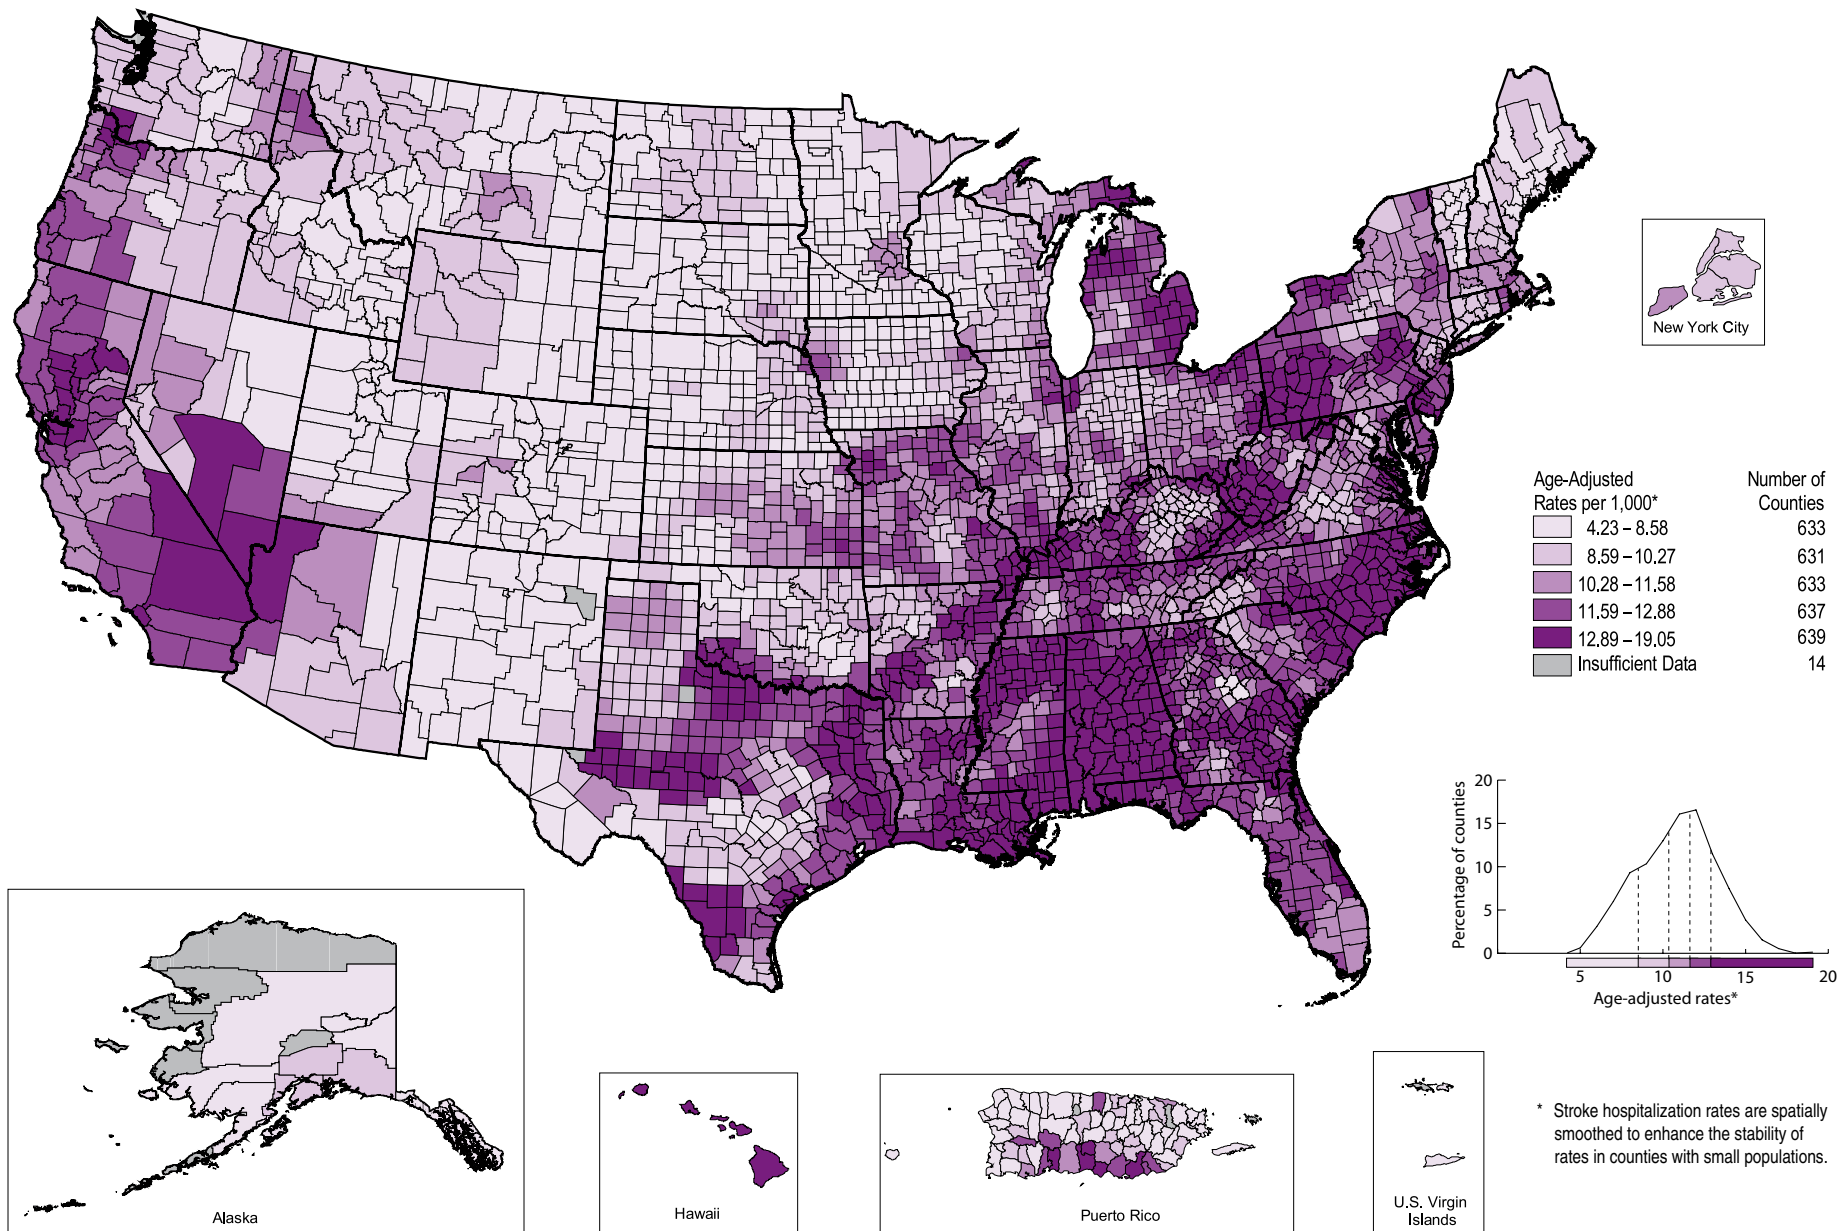 New York City
Age-Adjusted
Rates per 1,000*
Number of
Counties
4.23 – 8.58 633
8.59 – 10.27 631
10.28 – 11.58 633
11.59 – 12.88 637
12.89 – 19.05 639
Insufficient Data 14
Percentage of counties
20
15
10
5
0
5 10 15 20
Age-adjusted rates*
Alaska
Hawaii
Puerto Rico
U.S. Virgin
Islands
* Stroke hospitalization rates are spatially
smoothed to enhance the stability of
rates in counties with small populations.